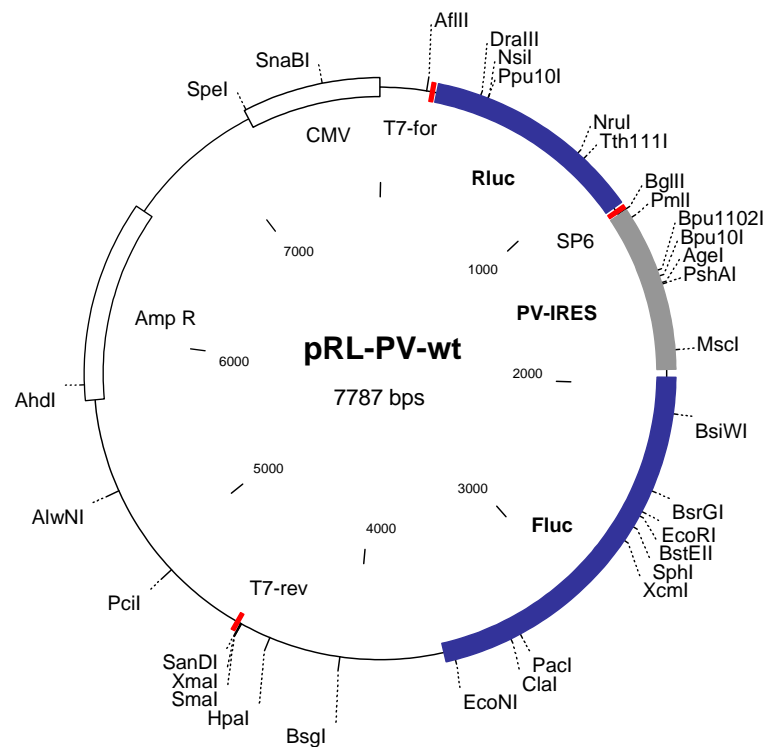 AflII
DraIII
NsiI
Ppu10I
SnaBI
SpeI
CMV
T7-for
NruI
Tth111I
Rluc
BglII
PmlI
Bpu1102I
Bpu10I
AgeI
PshAI
SP6
7000
1000
PV-IRES
Amp R
6000
pRL-PV-wt
7787 bps
MscI
2000
AhdI
BsiWI
5000
3000
AlwNI
4000
Fluc
BsrGI
EcoRI
BstEII
SphI
XcmI
T7-rev
PciI
SanDI
XmaI
SmaI
HpaI
BsgI
PacI
ClaI
EcoNI